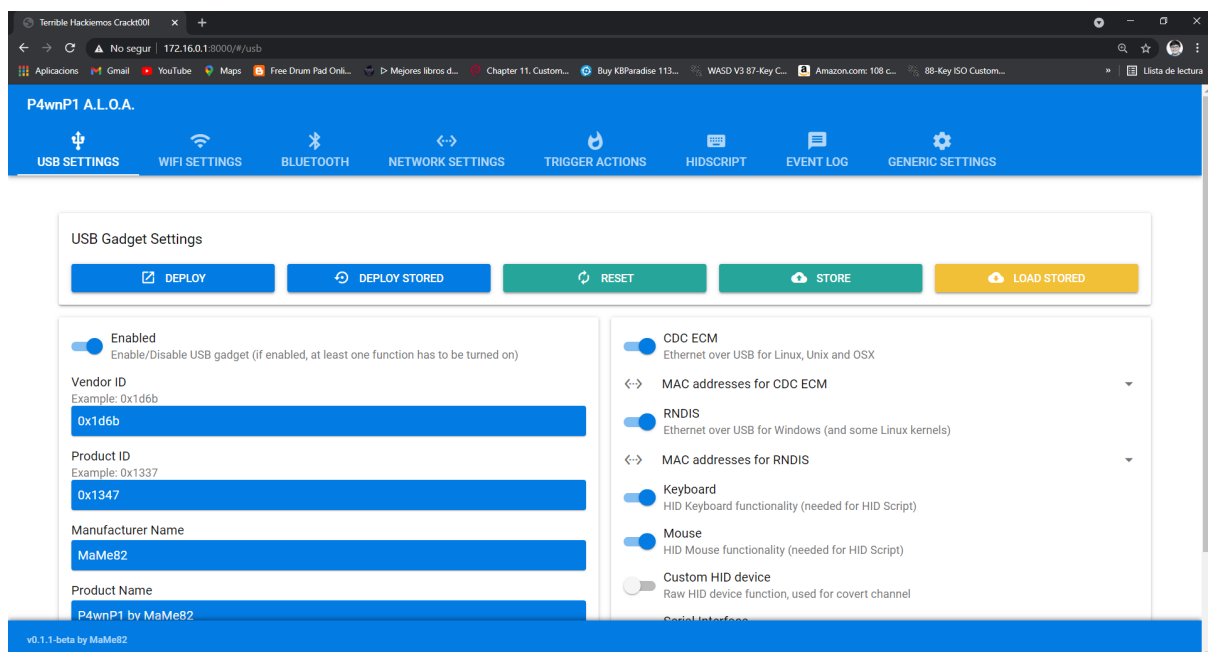 Terrible Hackiemos Crackt00l
No segur | 172.16.0.1:8000/#/usb
Aplicacions Gmail YouTube Maps Free Drum Pad Onli... Mejores libros d... Chapter 11. Custom... Buy KBParadise 113... WASD V3 87-Key C... Amazon.com: 108 c... 88-Key ISO Custom... » Llista de lectura
P4wnP1 A.L.O.A.
USB SETTINGS WIFI SETTINGS BLUETOOTH NETWORK SETTINGS TRIGGER ACTIONS HIDSCRIPT EVENT LOG GENERIC SETTINGS
USB Gadget Settings
DEPLOY DEPLOY STORED RESET STORE LOAD STORED
Enabled
Enable/Disable USB gadget (if enabled, at least one function has to be turned on)
Vendor ID
Example: 0x1d6b
0x1d6b
Product ID
Example: 0x1337
0x1347
Manufacturer Name
MaMe82
Product Name
P4wnP1 by MaMe82
CDC ECM
Ethernet over USB for Linux, Unix and OSX
MAC addresses for CDC ECM
RNDIS
Ethernet over USB for Windows (and some Linux kernels)
MAC addresses for RNDIS
Keyboard
HID Keyboard functionality (needed for HID Script)
Mouse
HID Mouse functionality (needed for HID Script)
Custom HID device
Raw HID device function, used for covert channel
Serial Interface
v0.1.1-beta by MaMe82